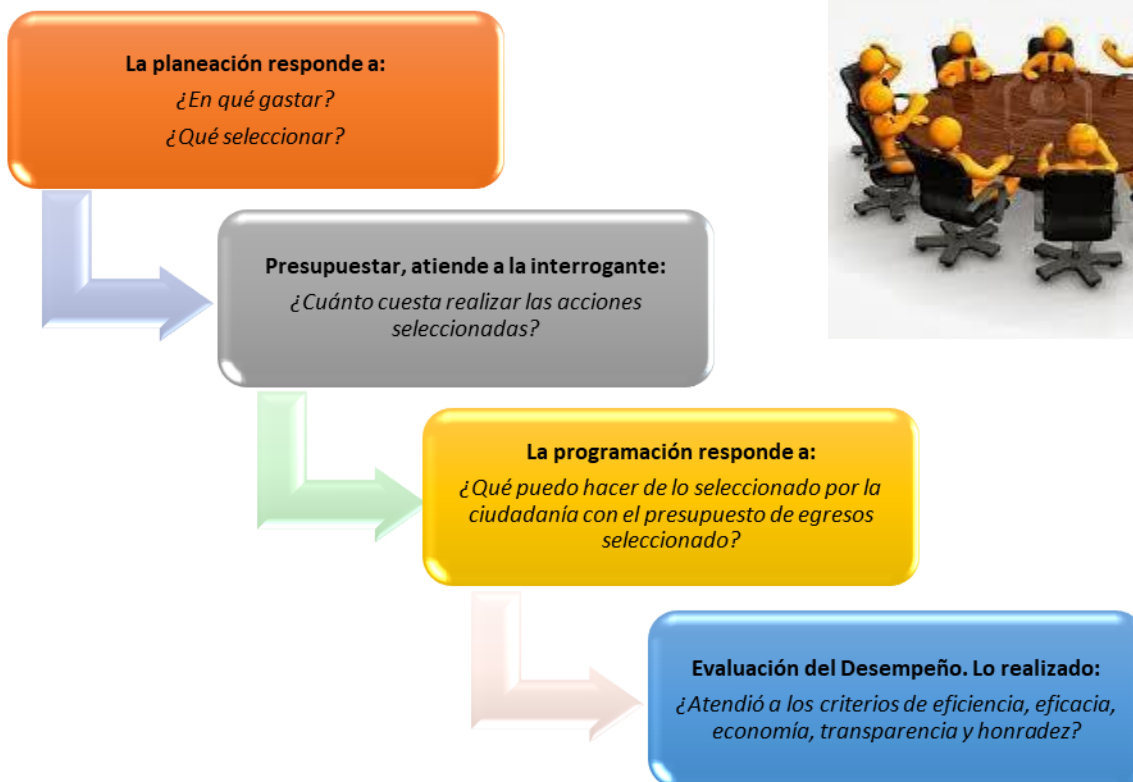 La planeación responde a:
¿En qué gastar?
¿Qué seleccionar?
Presupuestar, atiende a la interrogante:
¿Cuánto cuesta realizar las acciones
seleccionadas?
La programación responde a:
¿Qué puedo hacer de lo seleccionado por la
ciudadanía con el presupuesto de egresos
seleccionado?
Evaluación del Desempeño. Lo realizado:
¿Atendió a los criterios de eficiencia, eficacia,
economía, transparencia y honradez?